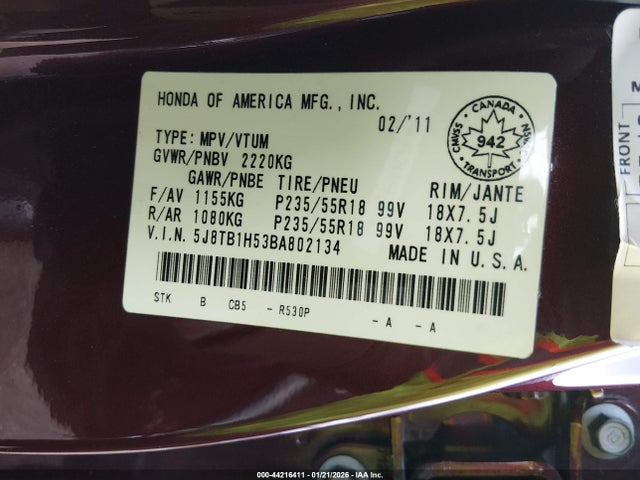 HONDA OF AMERICA MFG., INC.
02/'11
TYPE: MPV/VTUM
GVWR/PNBV 2220KG
GAWR/PNBE TIRE/PNEU RIM/JANTE
F/AV 1155KG P235/55R18 99V 18X7.5J
R/AR 1080KG P235/55R18 99V 18X7.5J
V.I.N. 5J8TB1H53BA802134 MADE IN U.S.A.
STK B CB5 - R530P - A - A
CANADA
CMVSS 942 NSVAC
TRANSPORT
FRONT
M
000-44216411 - 01/21/2026 - IAA Inc.